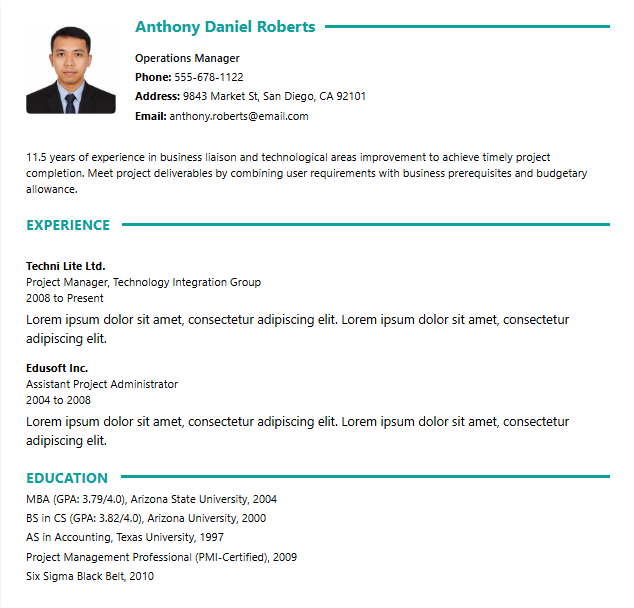 Anthony Daniel Roberts
Operations Manager
Phone: 555-678-1122
Address: 9843 Market St, San Diego, CA 92101
Email: anthony.roberts@email.com
11.5 years of experience in business liaison and technological areas improvement to achieve timely project
completion. Meet project deliverables by combining user requirements with business prerequisites and budgetary
allowance.
EXPERIENCE
Techni Lite Ltd.
Project Manager, Technology Integration Group
2008 to Present
Lorem ipsum dolor sit amet, consectetur adipiscing elit. Lorem ipsum dolor sit amet, consectetur
adipiscing elit.
Edusoft Inc.
Assistant Project Administrator
2004 to 2008
Lorem ipsum dolor sit amet, consectetur adipiscing elit. Lorem ipsum dolor sit amet, consectetur
adipiscing elit.
EDUCATION
MBA (GPA: 3.79/4.0), Arizona State University, 2004
BS in CS (GPA: 3.82/4.0), Arizona University, 2000
AS in Accounting, Texas University, 1997
Project Management Professional (PMI-Certified), 2009
Six Sigma Black Belt, 2010